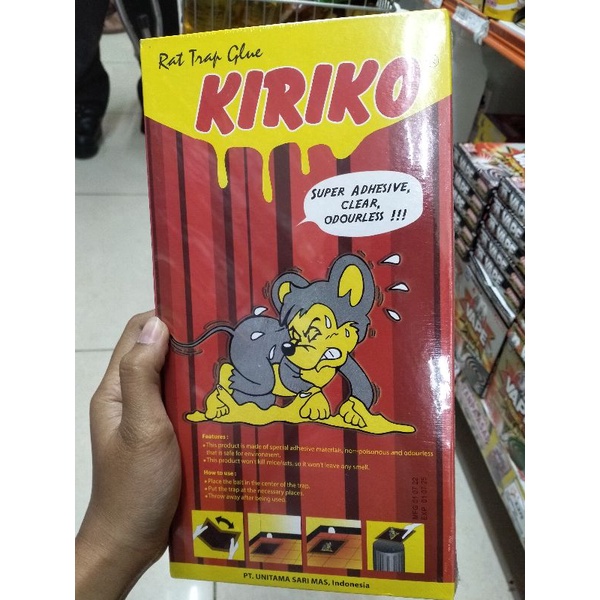 Rat Trap Glue
KIRIKO
SUPER ADHESIVE,
CLEAR,
ODOURLESS !!!
Features :
• This product is made of special adhesive materials, non-poisonous and odourless
that is safe for environment.
• This product won't kill mice/rats, so it won't leave any smell.
How to use :
• Place the bait in the center of the trap.
• Put the trap at the necessary places.
• Throw away after being used.
PT. UNITAMA SARI MAS, Indonesia